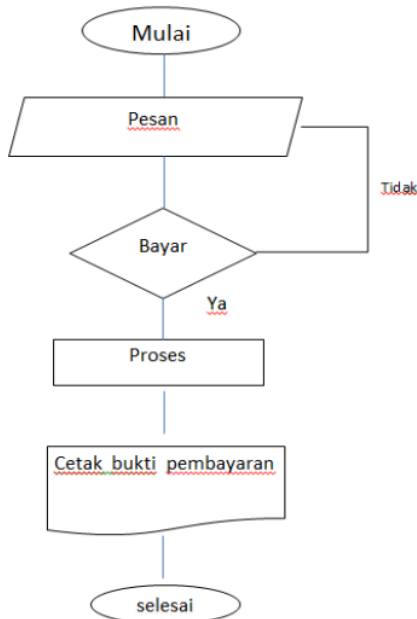 Mulai
Pesan
Tidak
Bayar
Ya
Proses
Cetak bukti pembayaran
selesai